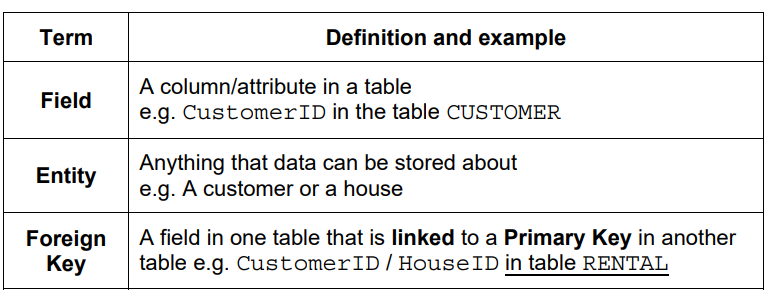 Term Definition and example
Field
A column/attribute in a table
e.g. CustomerID in the table CUSTOMER
Entity
Anything that data can be stored about
e.g. A customer or a house
Foreign
Key
A field in one table that is linked to a Primary Key in another
table e.g. CustomerID / HouseID in table RENTAL